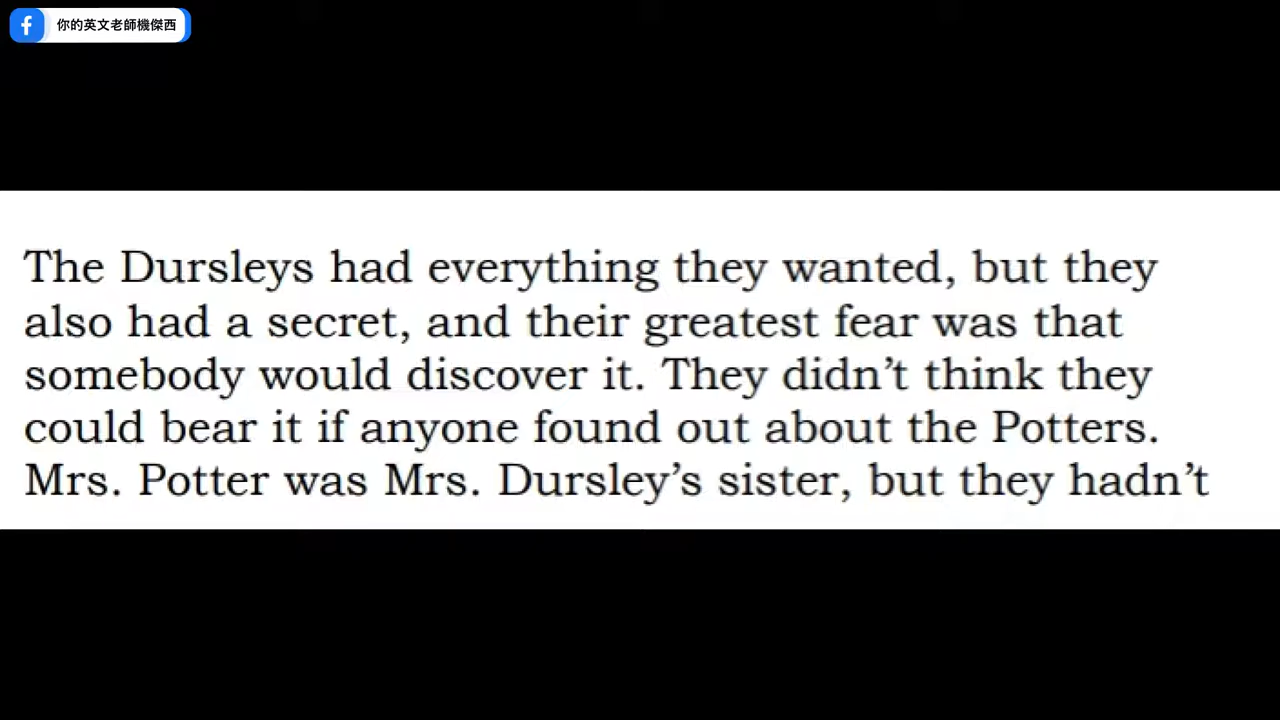 你的英文老師機傑西
The Dursleys had everything they wanted, but they
also had a secret, and their greatest fear was that
somebody would discover it. They didn’t think they
could bear it if anyone found out about the Potters.
Mrs. Potter was Mrs. Dursley’s sister, but they hadn’t